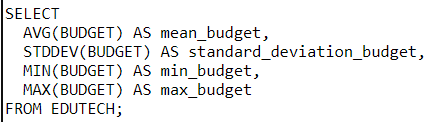 SELECT
  AVG(BUDGET) AS mean_budget,
  STDDEV(BUDGET) AS standard_deviation_budget,
  MIN(BUDGET) AS min_budget,
  MAX(BUDGET) AS max_budget
FROM EDUTECH;